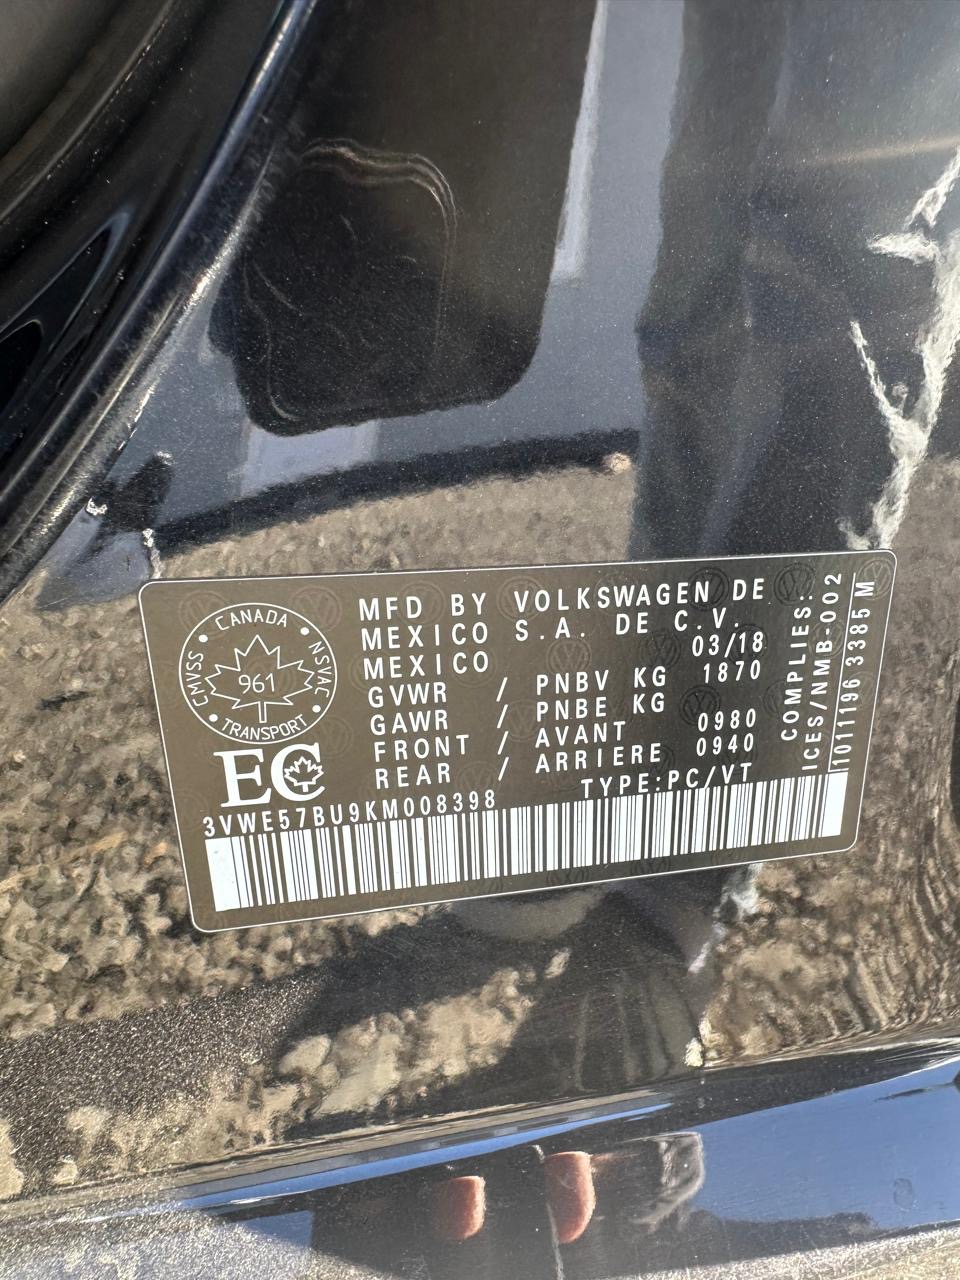 CANADA
CMVSS
NSVAC
961
TRANSPORT
EC
MFD BY VOLKSWAGEN DE
MEXICO S.A. DE C.V.
MEXICO 03/18
GVWR / PNBV KG 1870
GAWR / PNBE KG
FRONT / AVANT 0980
REAR / ARRIERE 0940
TYPE:PC/VT
3VWE57BU9KM008398
COMPLIES..
ICES/NMB-002
1011196 3385 M